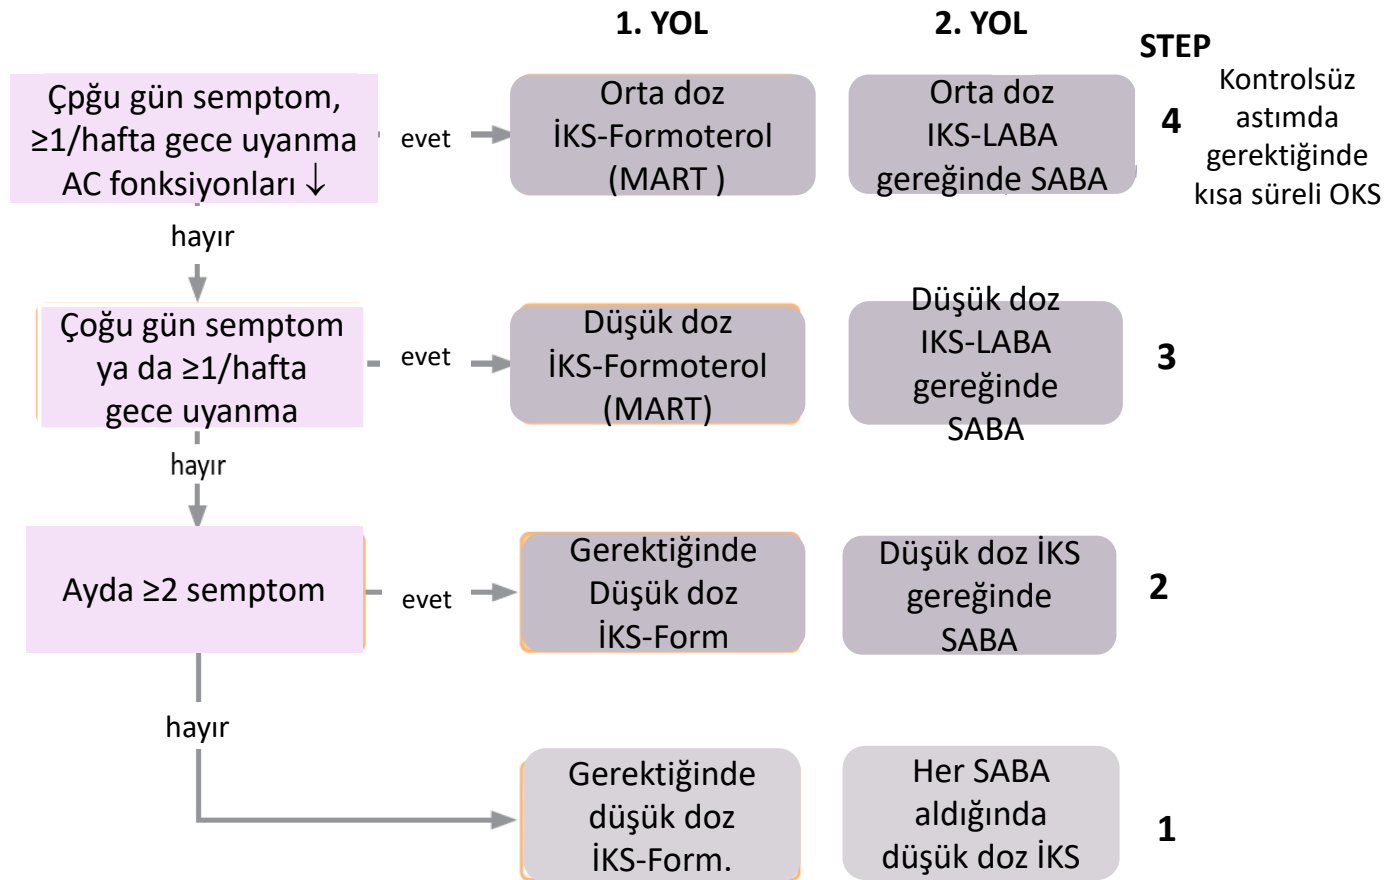 1. YOL
2. YOL
STEP
Çpğu gün semptom,
≥1/hafta gece uyanma
AC fonksiyonları ↓
evet
Orta doz
İKS-Formoterol
(MART )
Orta doz
IKS-LABA
gereğinde SABA
4
Kontrolsüz
astımda
gerektiğinde
kısa süreli OKS
hayır
Çoğu gün semptom
ya da ≥1/hafta
gece uyanma
evet
Düşük doz
İKS-Formoterol
(MART)
Düşük doz
IKS-LABA
gereğinde
SABA
3
hayır
Ayda ≥2 semptom
evet
Gerektiğinde
Düşük doz
İKS-Form
Düşük doz İKS
gereğinde
SABA
2
hayır
Gerektiğinde
düşük doz
İKS-Form.
Her SABA
aldığında
düşük doz İKS
1